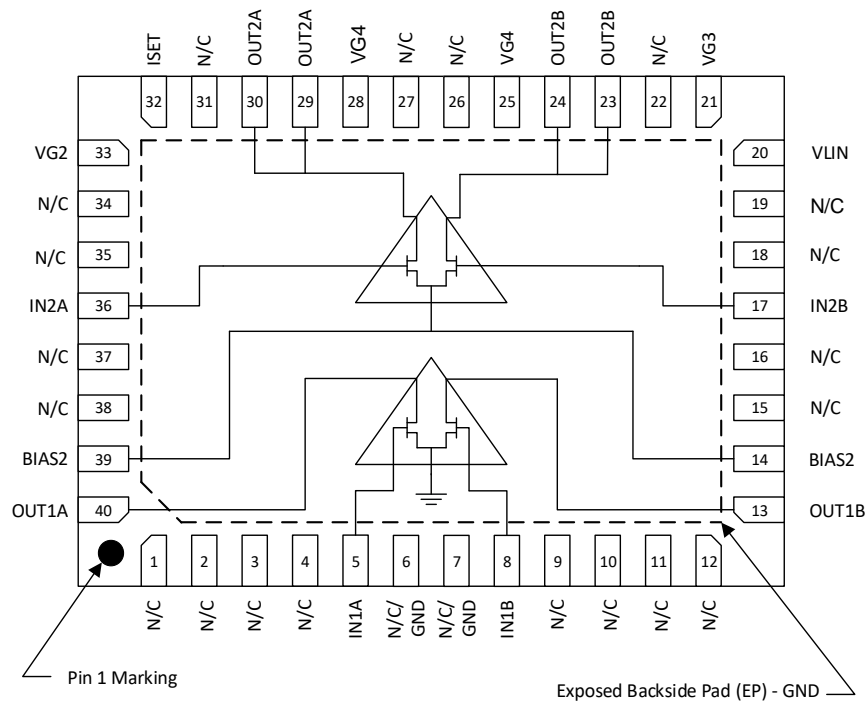 ISET
N/C
OUT2A
OUT2A
VG4
N/C
N/C
VG4
OUT2B
OUT2B
N/C
VG3
32
31
30
29
28
27
26
25
24
23
22
21
VG2
33
20
VLIN
N/C
34
19
N/C
N/C
35
18
N/C
IN2A
36
17
IN2B
N/C
37
16
N/C
N/C
38
15
N/C
BIAS2
39
14
BIAS2
OUT1A
40
13
OUT1B
1
2
3
4
5
6
7
8
9
10
11
12
N/C
N/C
N/C
N/C
IN1A
N/C/
GND
N/C/
GND
IN1B
N/C
N/C
N/C
N/C
Pin 1 Marking
Exposed Backside Pad (EP) - GND